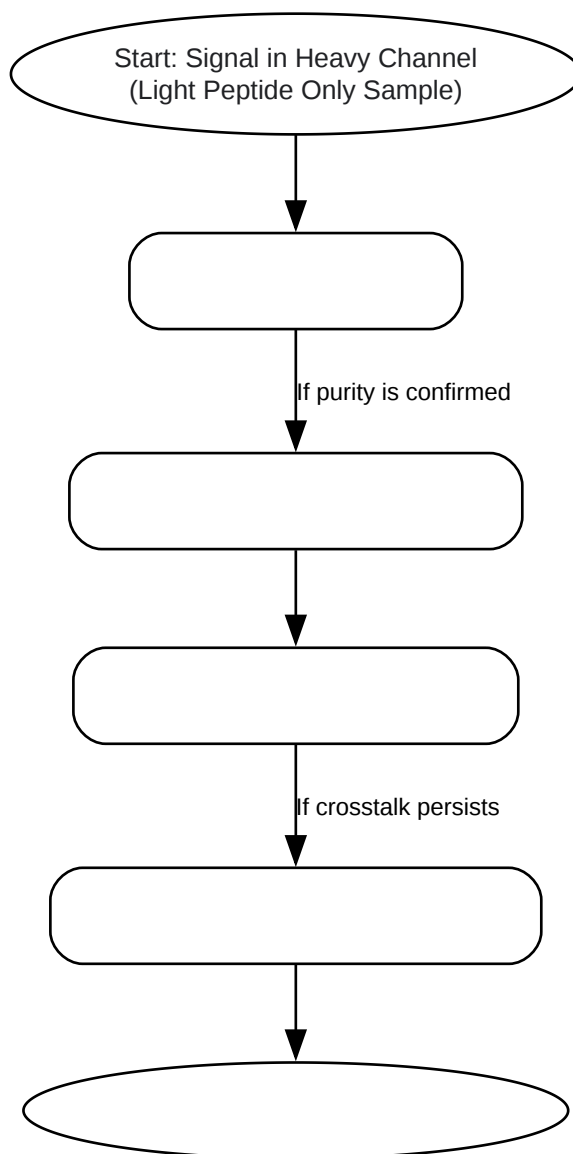 Start: Signal in Heavy Channel
(Light Peptide Only Sample)
If purity is confirmed
If crosstalk persists